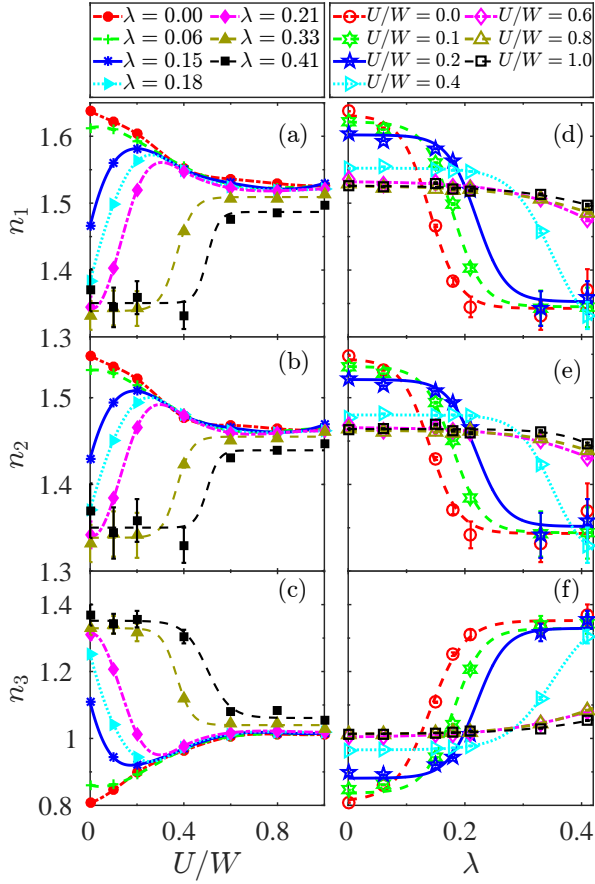 λ = 0.00 λ = 0.21 U/W = 0.0 U/W = 0.6
λ = 0.06 λ = 0.33 U/W = 0.1 U/W = 0.8
λ = 0.15 λ = 0.41 U/W = 0.2 U/W = 1.0
λ = 0.18 U/W = 0.4
(a) (d)
1.6
1.5
n₁
1.4
1.3
(b) (e)
1.5
n₂
1.4
1.3
(c) (f)
1.4
1.2
n₃
1
0.8
0 0.4 0.8 0 0.2 0.4
U/W λ